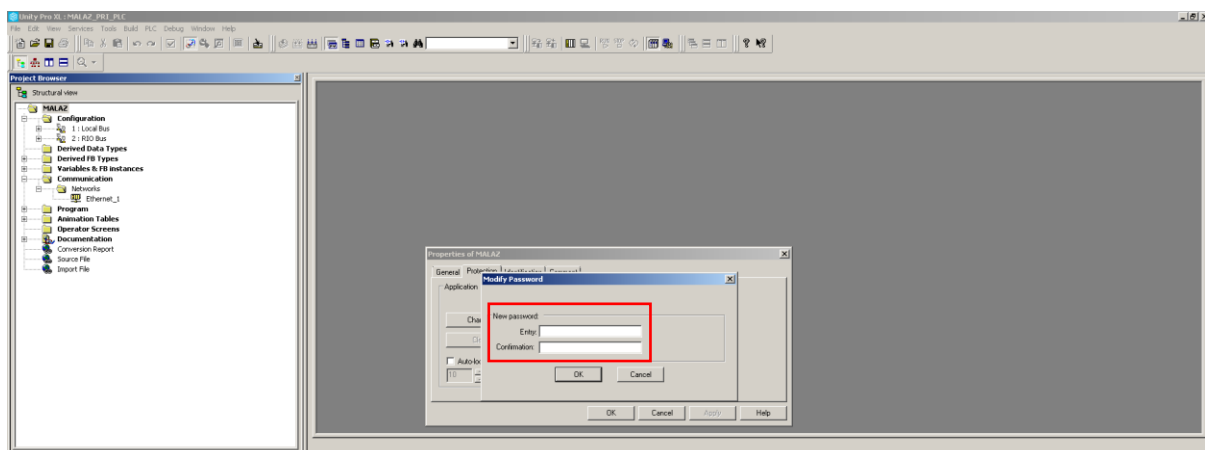 Unity Pro XL : MALAZ_PRI_PLC
File Edit View Services Tools Build PLC Debug Window Help
Project Browser
Structural view
MALAZ
Configuration
1 : Local Bus
2 : RIO Bus
Derived Data Types
Derived FB Types
Variables & FB instances
Communication
Networks
Ethernet_1
Program
Animation Tables
Operator Screens
Documentation
Conversion Report
Source File
Import File
Properties of MALAZ
General
Application
Modify Password
New password:
Entry:
Confirmation:
10
OK Cancel
OK Cancel Apply Help